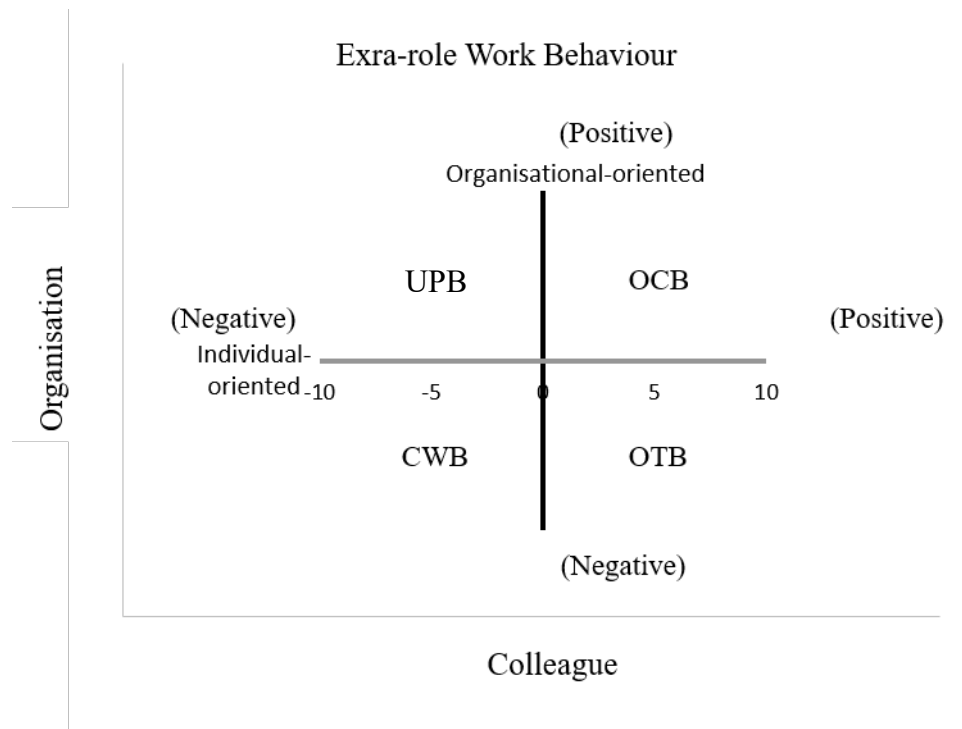 Exra-role Work Behaviour
(Positive)
Organisational-oriented
UPB
OCB
(Negative)
(Positive)
Individual-
oriented
-10
-5
0
5
10
CWB
OTB
(Negative)
Organisation
Colleague